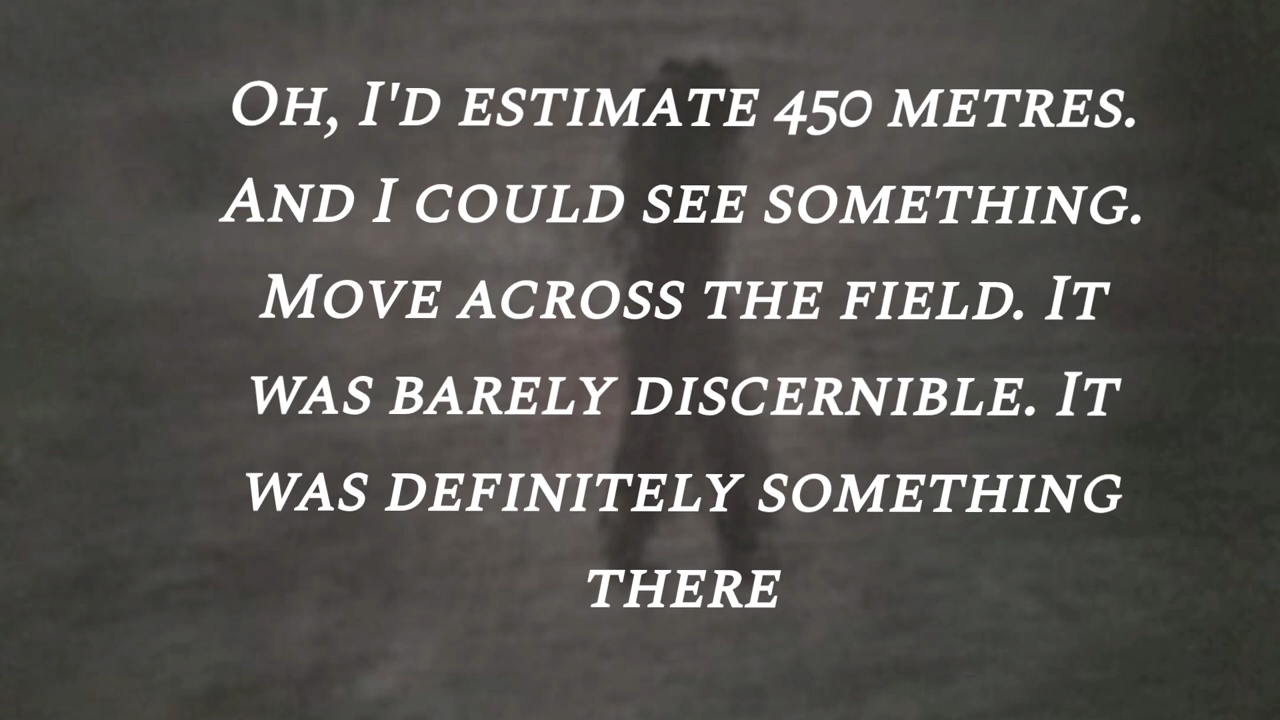 Oh, I'd estimate 450 metres.
And I could see something.
Move across the field. It
was barely discernible. It
was definitely something
there